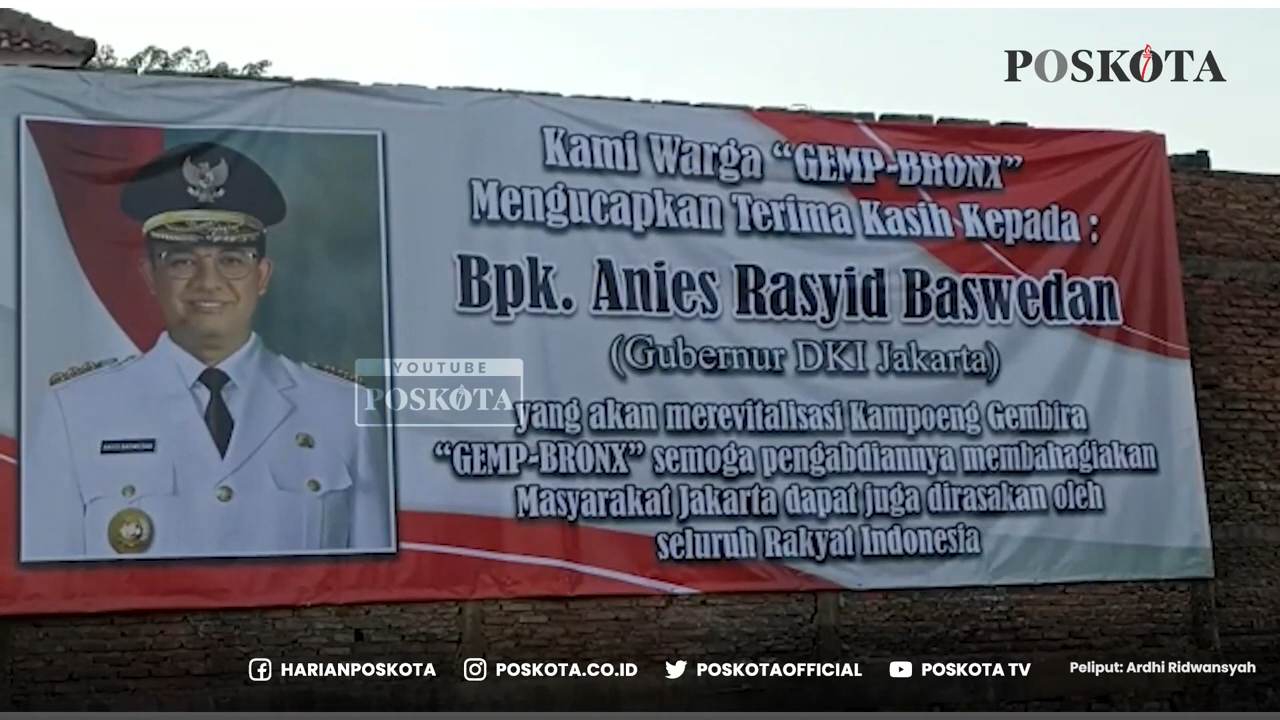 POSKOTA
Kami Warga “GEMP-BRONX”
Mengucapkan Terima Kasih Kepada :
Bpk. Anies Rasyid Baswedan
(Gubernur DKI Jakarta)
yang akan merevitalisasi Kampoeng Gembira
“GEMP-BRONX” semoga pengabdiannya membahagiakan
Masyarakat Jakarta dapat juga dirasakan oleh
seluruh Rakyat Indonesia
YOUTUBE
POSKOTA
ANIES BASWEDAN
HARIANPOSKOTA
POSKOTA.CO.ID
POSKOTAOFFICIAL
POSKOTA TV
Peliput: Ardhi Ridwansyah